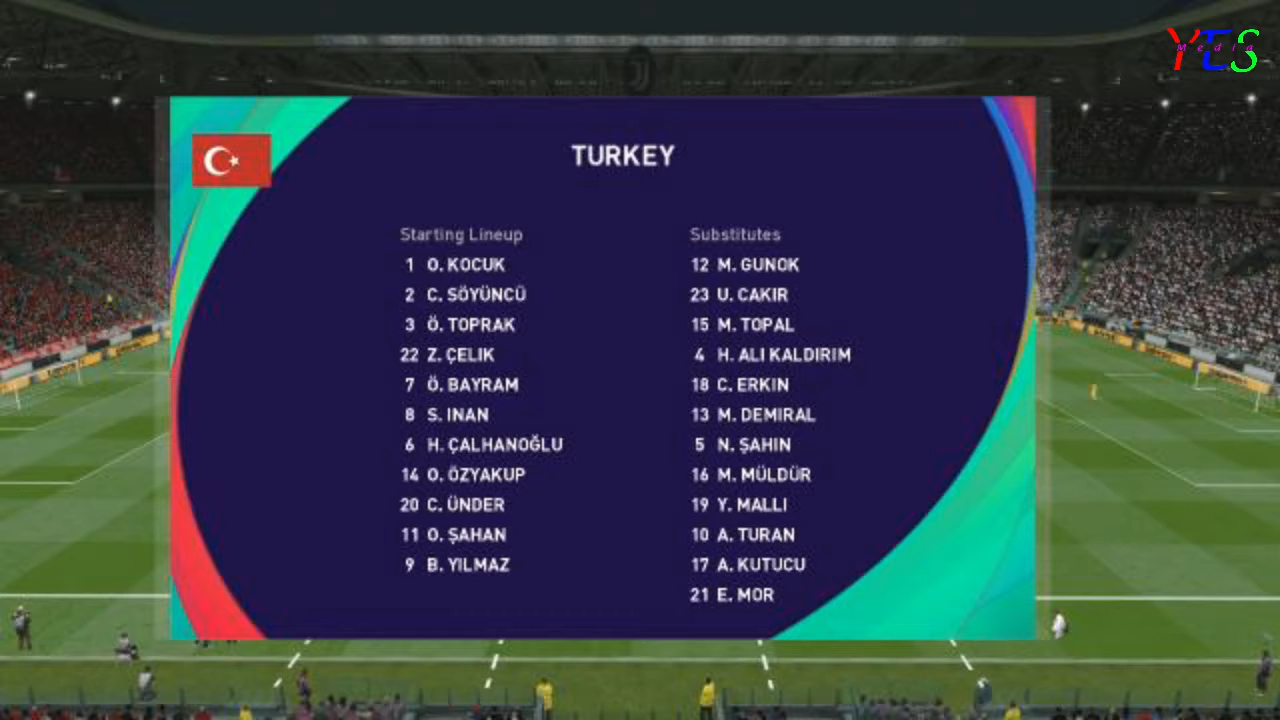 YES
Media
TURKEY
Starting Lineup
1 O. KOCUK
2 C. SÖYÜNCÜ
3 Ö. TOPRAK
22 Z. ÇELIK
7 Ö. BAYRAM
8 S. INAN
6 H. ÇALHANOĞLU
14 O. ÖZYAKUP
20 C. ÜNDER
11 O. ŞAHAN
9 B. YILMAZ
Substitutes
12 M. GUNOK
23 U. CAKIR
15 M. TOPAL
4 H. ALI KALDIRIM
18 C. ERKIN
13 M. DEMIRAL
5 N. ŞAHIN
16 M. MÜLDÜR
19 Y. MALLI
10 A. TURAN
17 A. KUTUCU
21 E. MOR